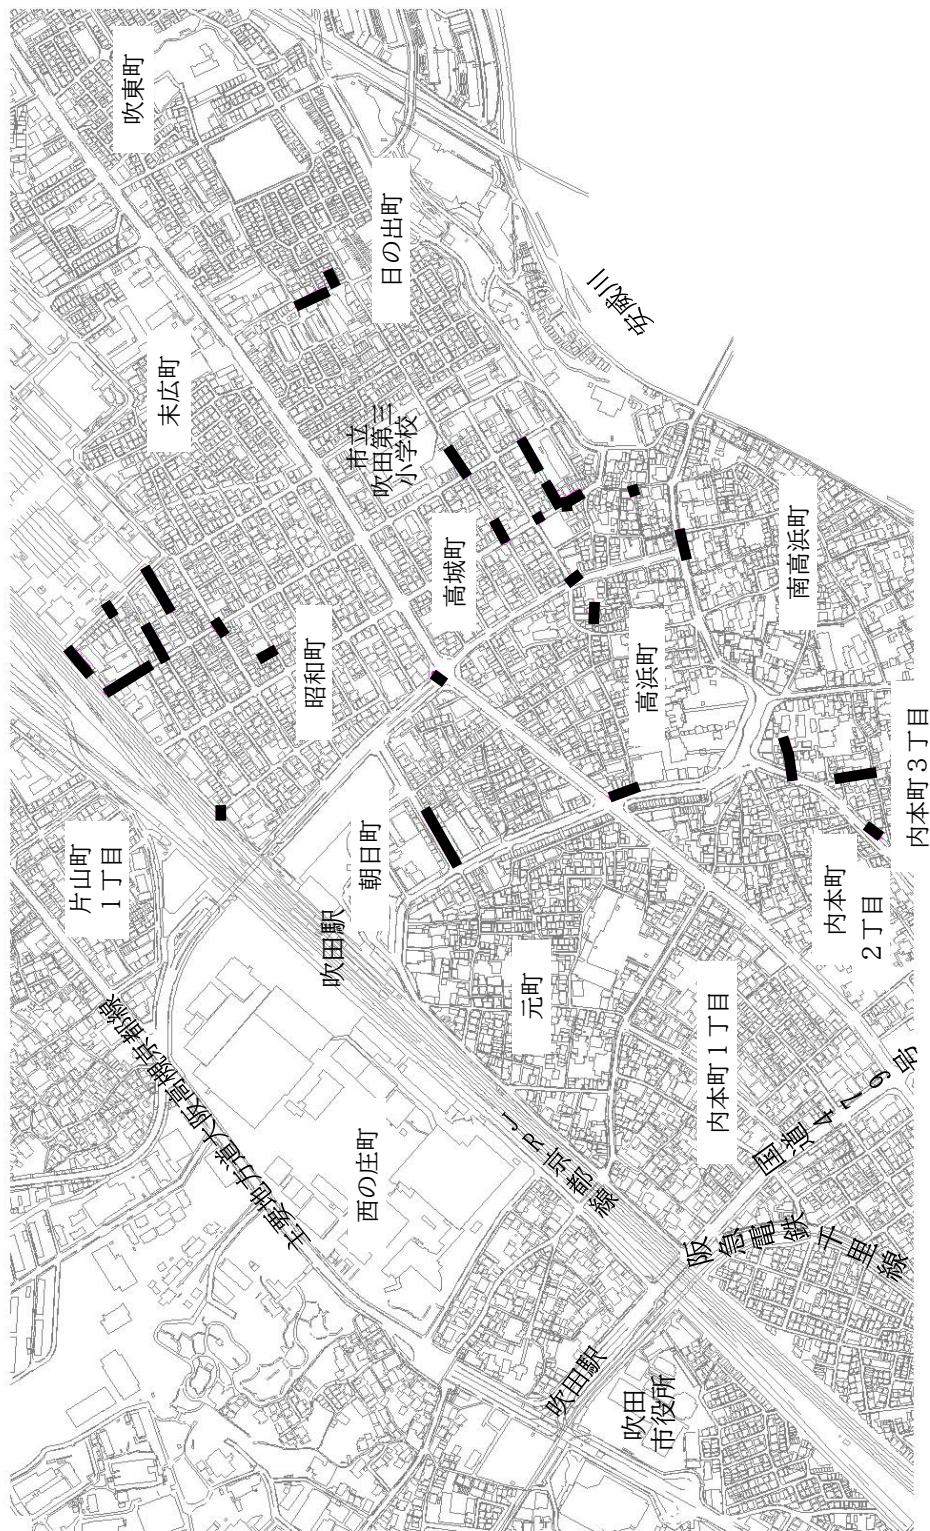 吹東町
日の出町
安威川
末広町
市立
吹田第三
小学校
高城町
南高浜町
昭和町
高浜町
内本町３丁目
片山町
１丁目
朝日町
内本町
２丁目
吹田駅
元町
内本町１丁目
主要地方道大阪高槻京都線
西の庄町
ＪＲ京都線
国道４７９号
阪急電鉄千里線
吹田駅
吹田
市役所